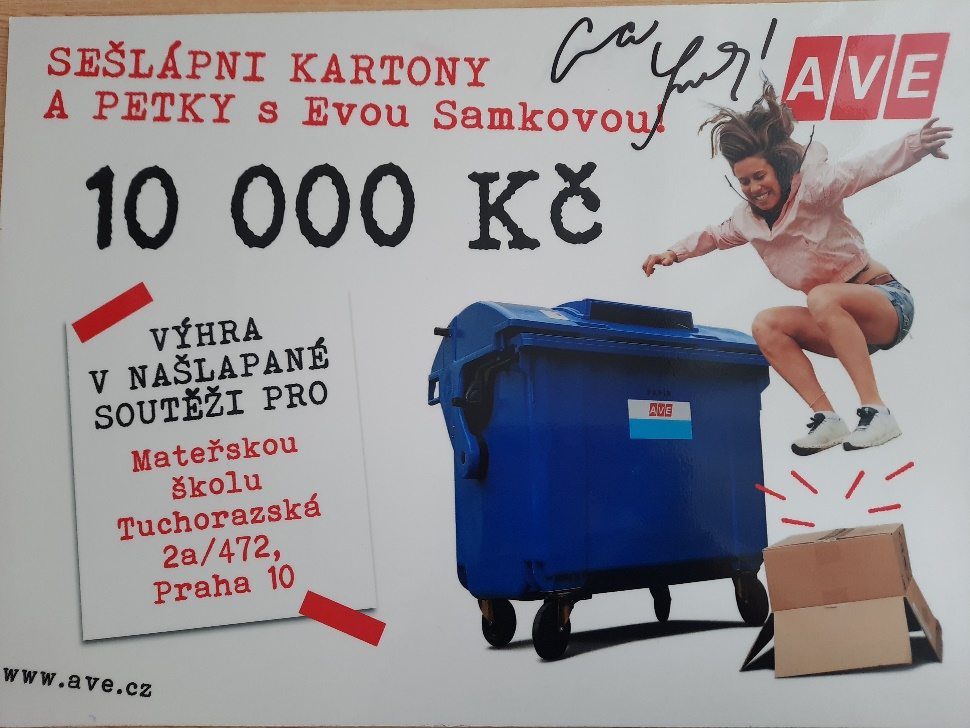 SEŠLÁPNI KARTONY
A PETKY s Evou Samkovou!
AVE
10 000 Kč
VÝHRA
V NAŠLAPANÉ
SOUTĚŽI PRO
Mateřskou
školu
Tuchorazská
2a/472,
Praha 10
AVE
www.ave.cz